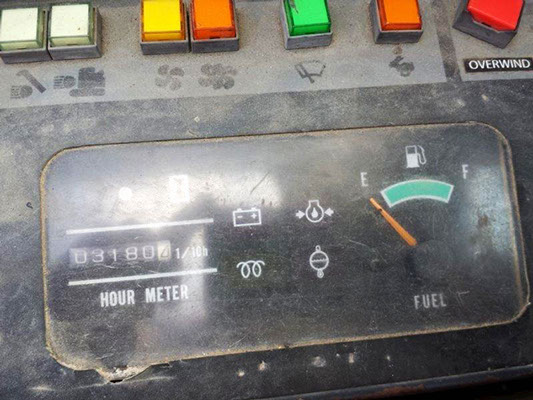 OVERWIND
E F
03180 1/10h
HOUR METER
FUEL